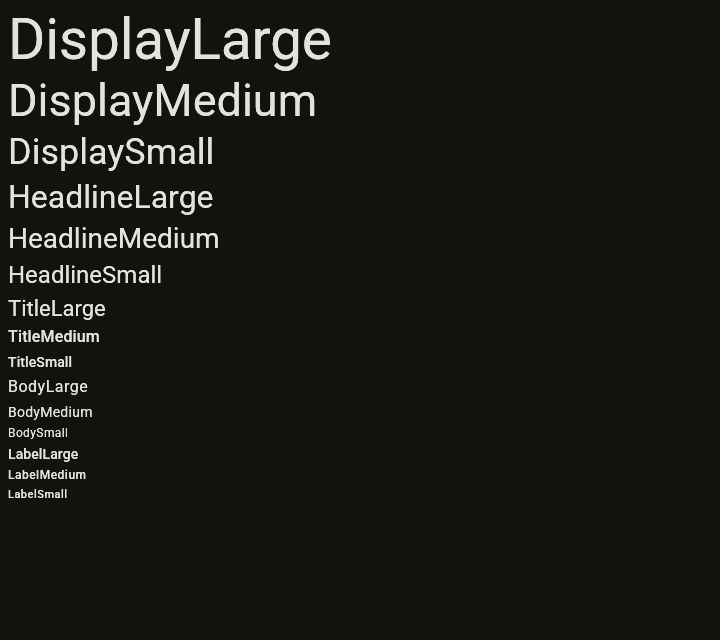 DisplayLarge
DisplayMedium
DisplaySmall
HeadlineLarge
HeadlineMedium
HeadlineSmall
TitleLarge
TitleMedium
TitleSmall
BodyLarge
BodyMedium
BodySmall
LabelLarge
LabelMedium
LabelSmall